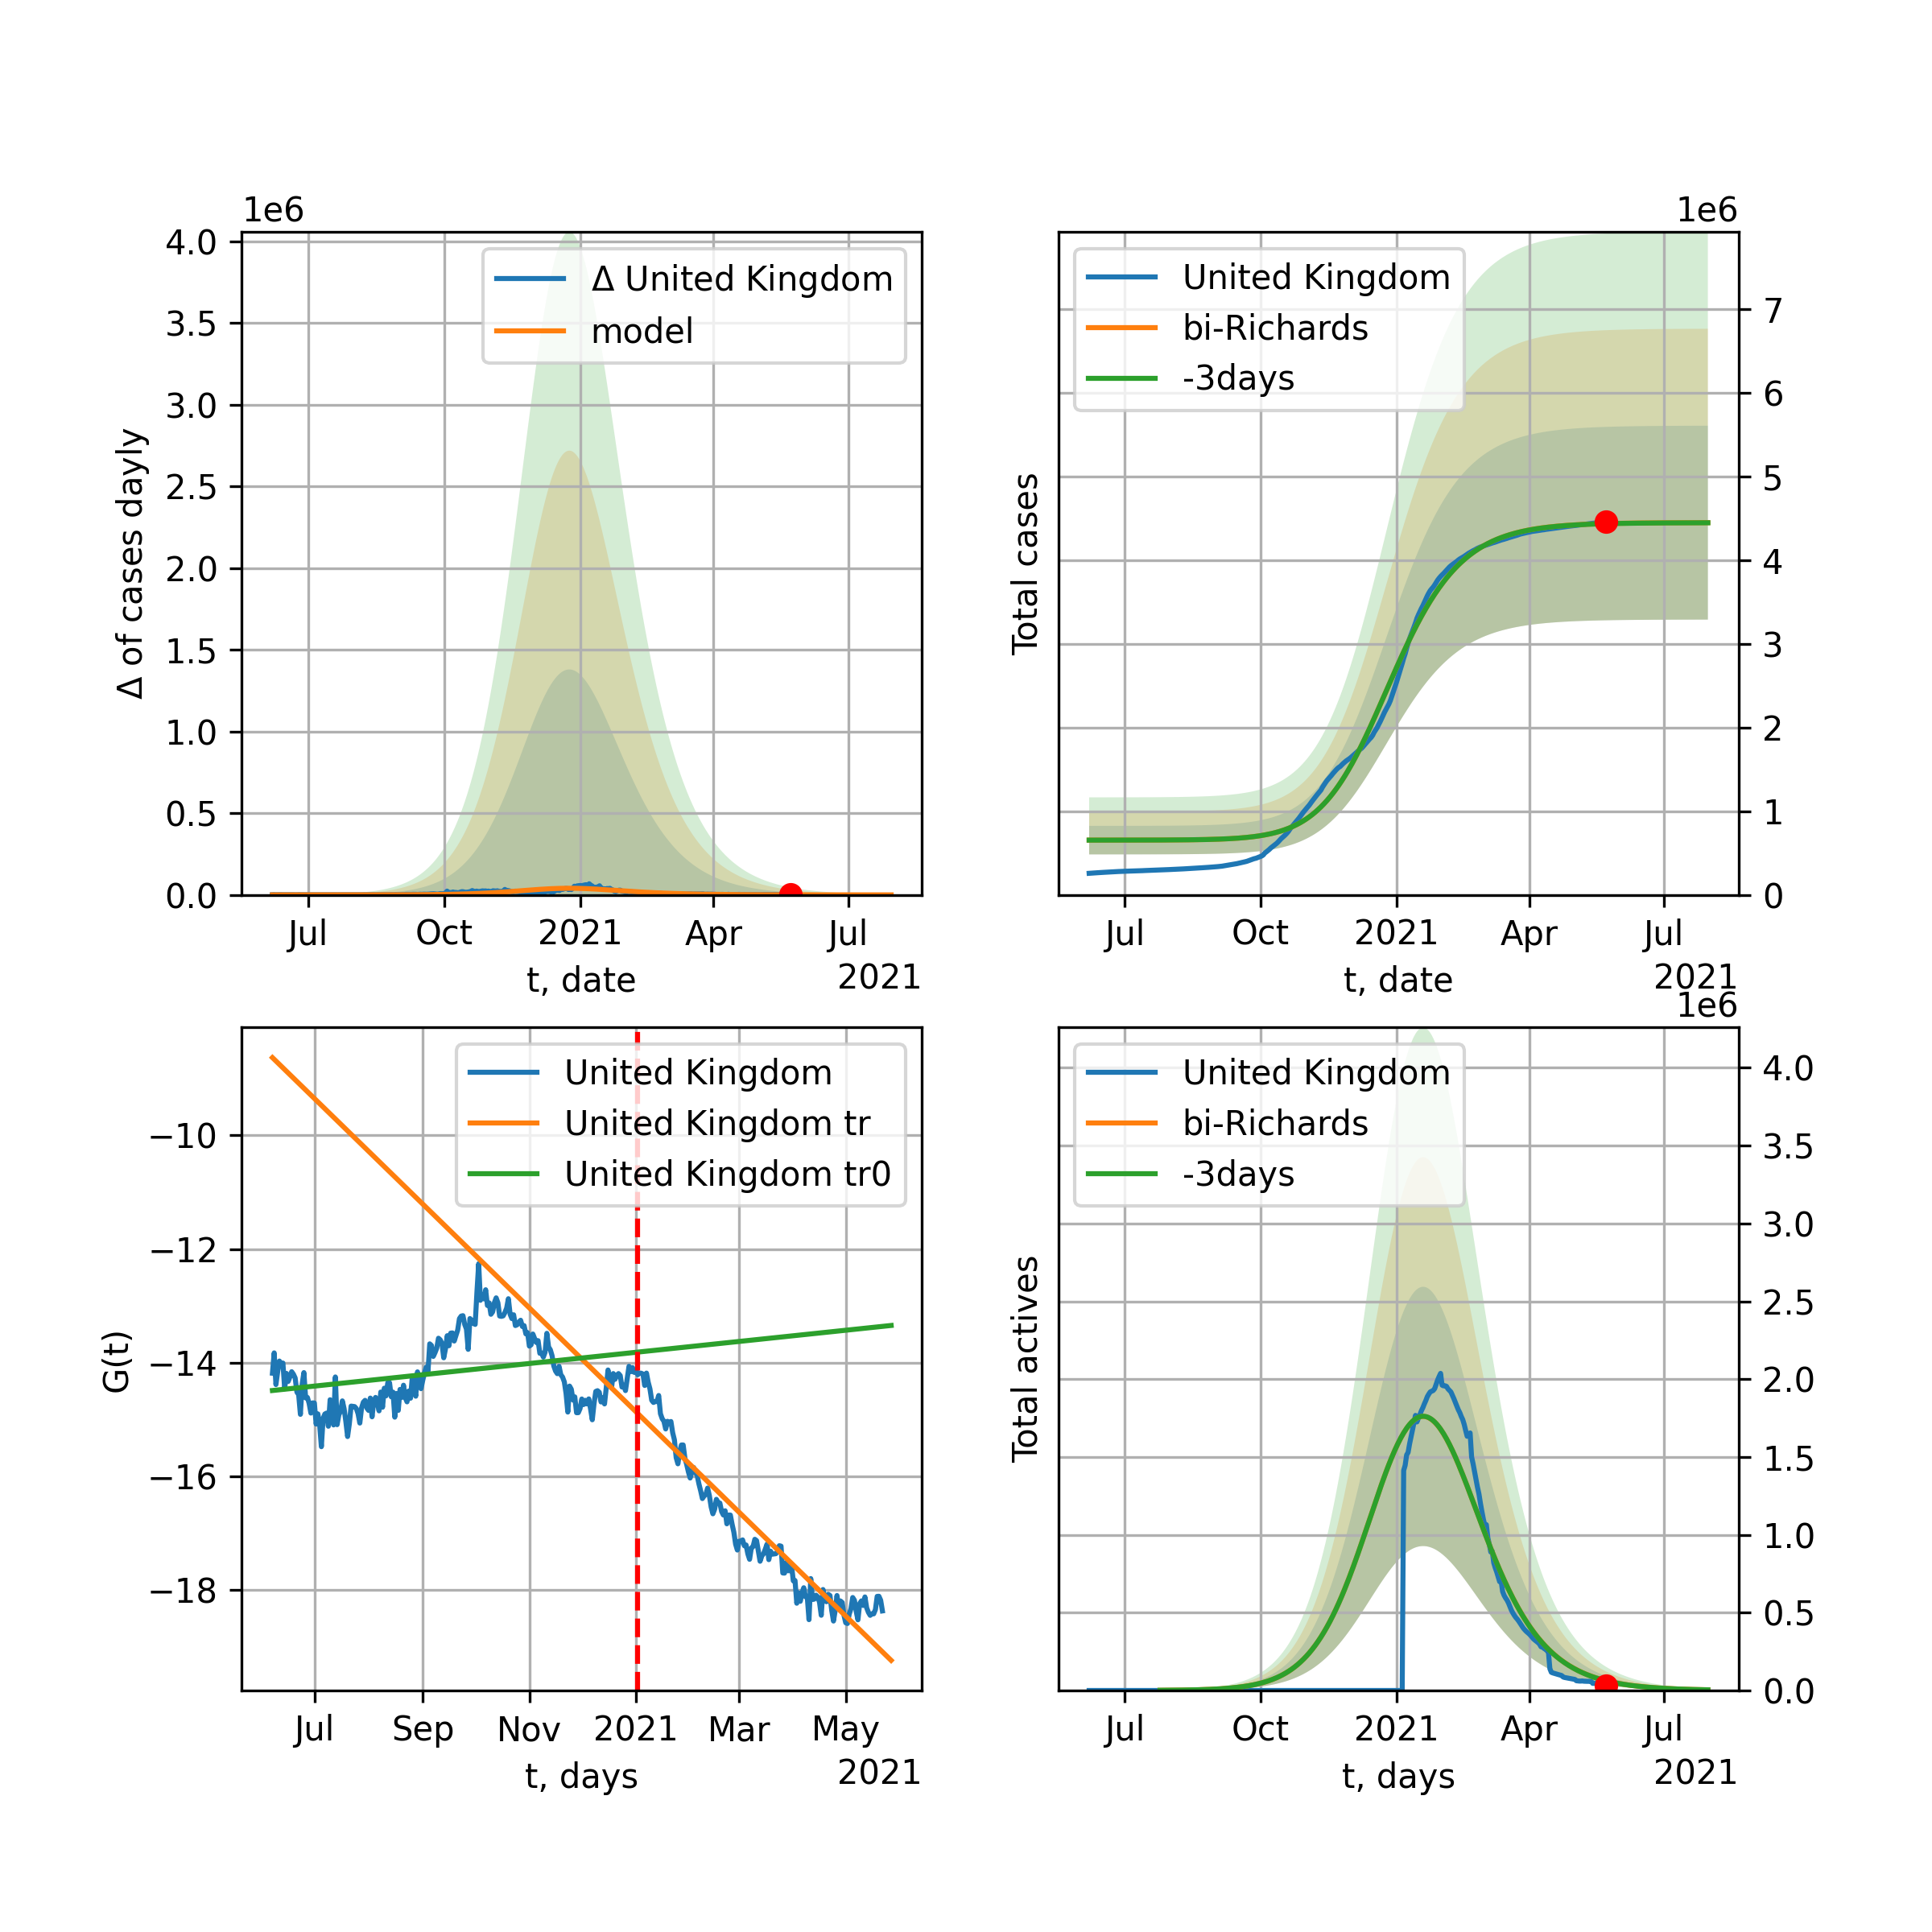 1e6
4.0
3.5
3.0
2.5
2.0
1.5
1.0
0.5
0.0
Δ of cases dayly
Δ United Kingdom
model
Jul
Oct
2021
Apr
Jul
t, date
2021
1e6
United Kingdom
bi-Richards
-3days
Total cases
7
6
5
4
3
2
1
0
Jul
Oct
2021
Apr
Jul
t, date
2021
United Kingdom
United Kingdom tr
United Kingdom tr0
G(t)
−10
−12
−14
−16
−18
Jul
Sep
Nov
2021
Mar
May
t, days
2021
1e6
United Kingdom
bi-Richards
-3days
Total actives
4.0
3.5
3.0
2.5
2.0
1.5
1.0
0.5
0.0
Jul
Oct
2021
Apr
Jul
t, days
2021